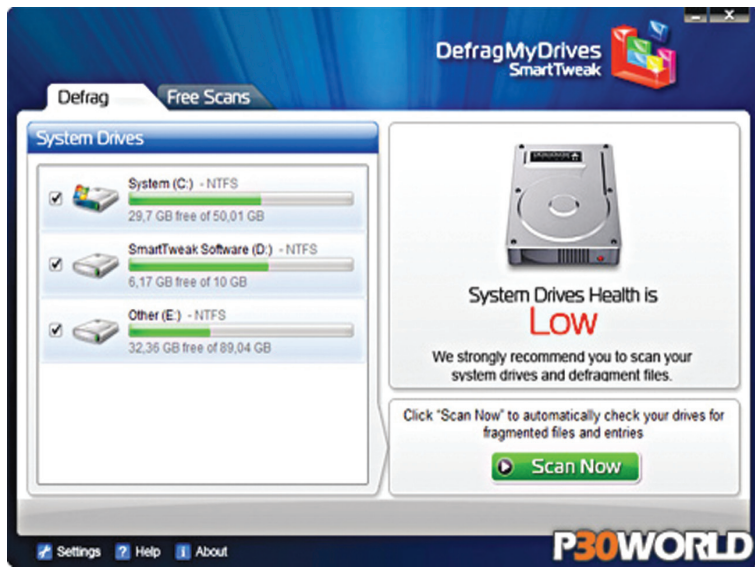 DefragMyDrives
SmartTweak
Defrag
Free Scans
System Drives
System (C:) - NTFS
29,7 GB free of 50,01 GB
SmartTweak Software (D:) - NTFS
6,17 GB free of 10 GB
Other (E:) - NTFS
32,36 GB free of 89,04 GB
System Drives Health is
Low
We strongly recommend you to scan your
system drives and defragment files.
Click "Scan Now" to automatically check your drives for
fragmented files and entries
Scan Now
Settings
Help
About
P30WORLD